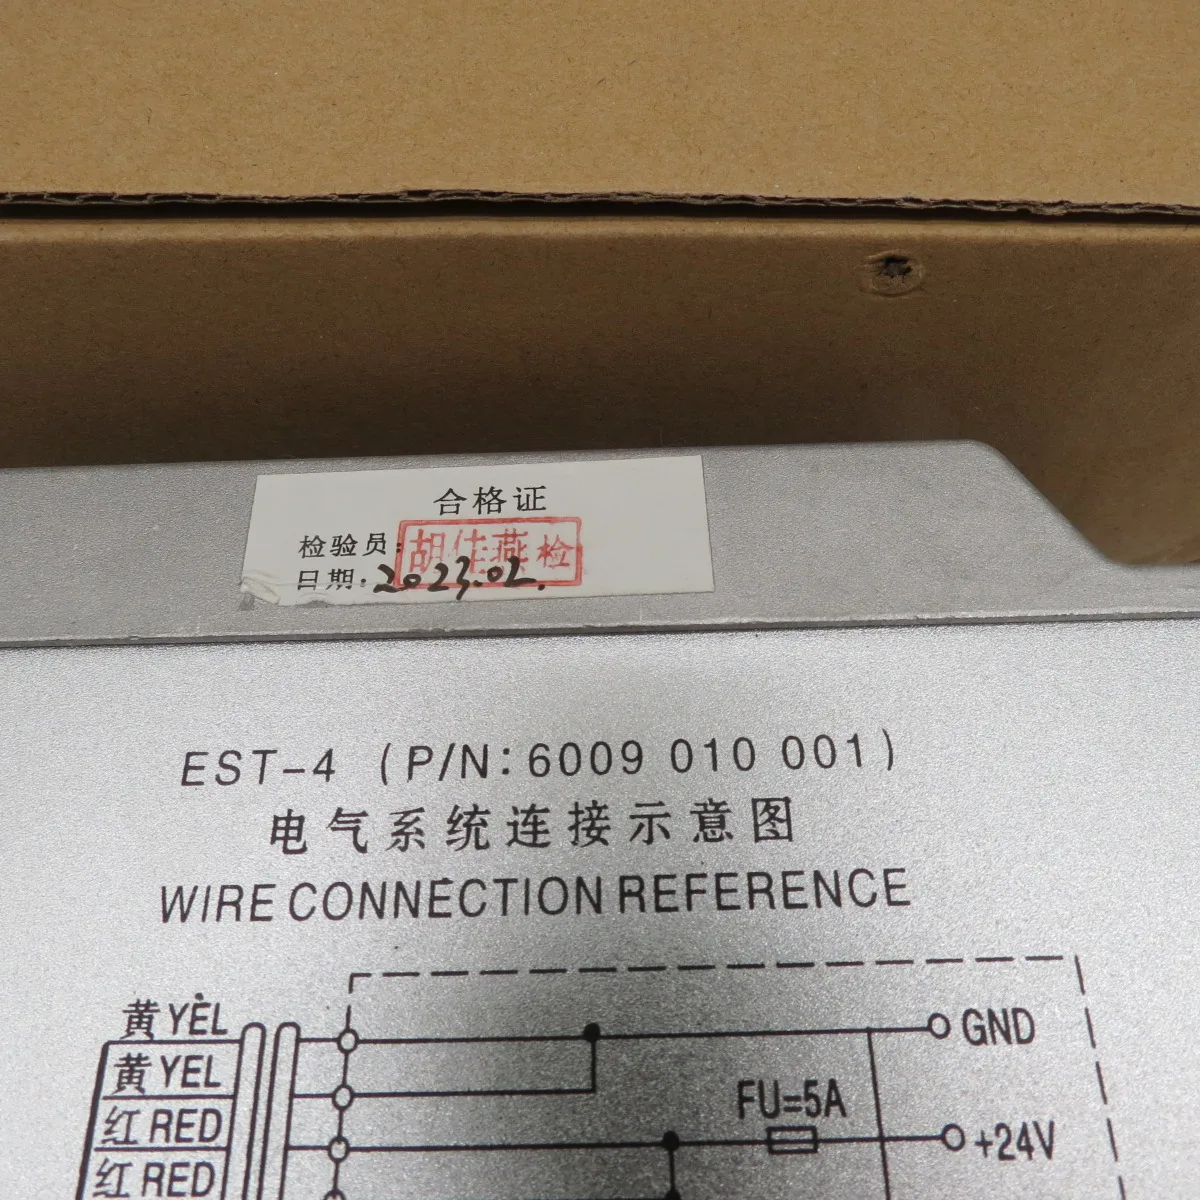 合格证
检验员:胡佳燕检
日期:2023.02.
EST-4 (P/N:6009 010 001)
电气系统连接示意图
WIRE CONNECTION REFERENCE
黄 YEL
GND
黄 YEL
FU=5A
红 RED
+24V
红 RED